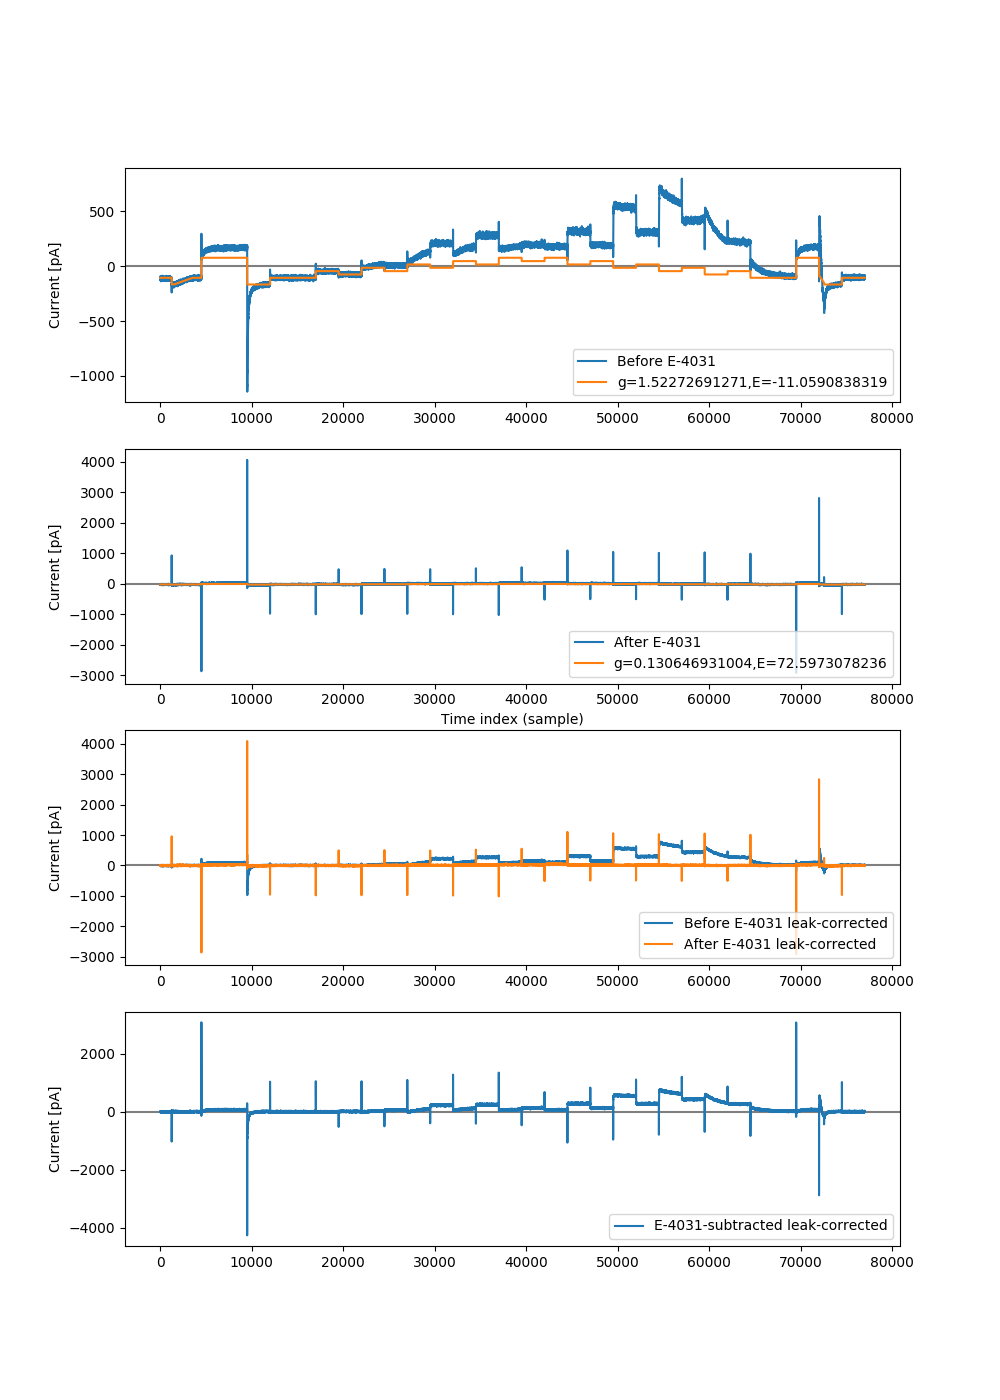 500
0
−500
−1000
Current [pA]
Before E-4031
g=1.52272691271,E=-11.0590838319
0 10000 20000 30000 40000 50000 60000 70000 80000
4000
3000
2000
1000
0
−1000
−2000
−3000
Current [pA]
After E-4031
g=0.130646931004,E=72.5973078236
0 10000 20000 30000 40000 50000 60000 70000 80000
Time index (sample)
4000
3000
2000
1000
0
−1000
−2000
−3000
Current [pA]
Before E-4031 leak-corrected
After E-4031 leak-corrected
0 10000 20000 30000 40000 50000 60000 70000 80000
2000
0
−2000
−4000
Current [pA]
E-4031-subtracted leak-corrected
0 10000 20000 30000 40000 50000 60000 70000 80000